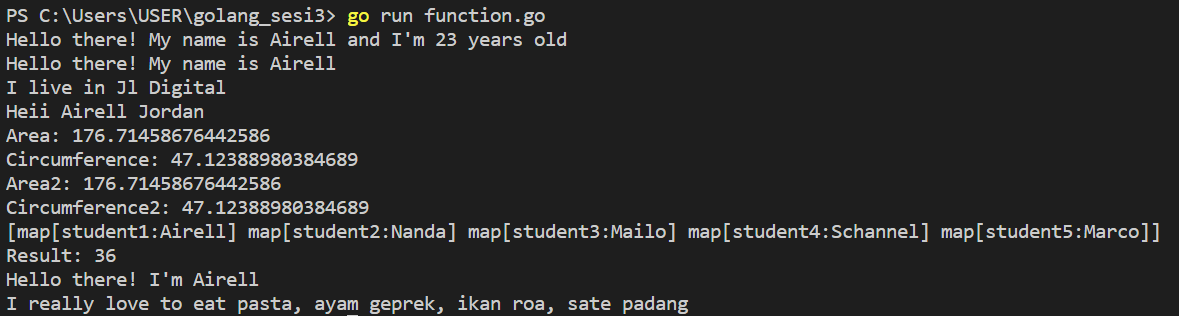 PS C:\Users\USER\golang_sesi3> go run function.go
Hello there! My name is Airell and I'm 23 years old
Hello there! My name is Airell
I live in Jl Digital
Heii Airell Jordan
Area: 176.71458676442586
Circumference: 47.12388980384689
Area2: 176.71458676442586
Circumference2: 47.12388980384689
[map[student1:Airell] map[student2:Nanda] map[student3:Mailo] map[student4:Schannel] map[student5:Marco]]
Result: 36
Hello there! I'm Airell
I really love to eat pasta, ayam geprek, ikan roa, sate padang